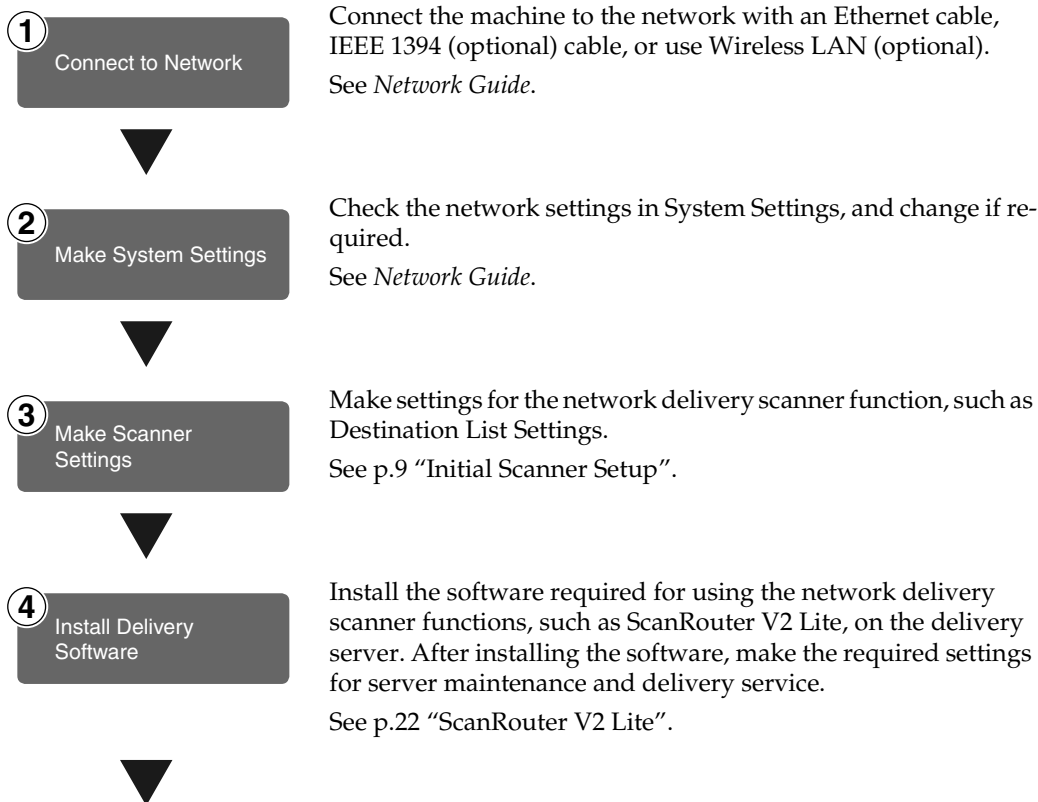 1
Connect to Network
Connect the machine to the network with an Ethernet cable,
IEEE 1394 (optional) cable, or use Wireless LAN (optional).
See Network Guide.
2
Make System Settings
Check the network settings in System Settings, and change if re-
quired.
See Network Guide.
3
Make Scanner
Settings
Make settings for the network delivery scanner function, such as
Destination List Settings.
See p.9 “Initial Scanner Setup”.
4
Install Delivery
Software
Install the software required for using the network delivery
scanner functions, such as ScanRouter V2 Lite, on the delivery
server. After installing the software, make the required settings
for server maintenance and delivery service.
See p.22 “ScanRouter V2 Lite”.